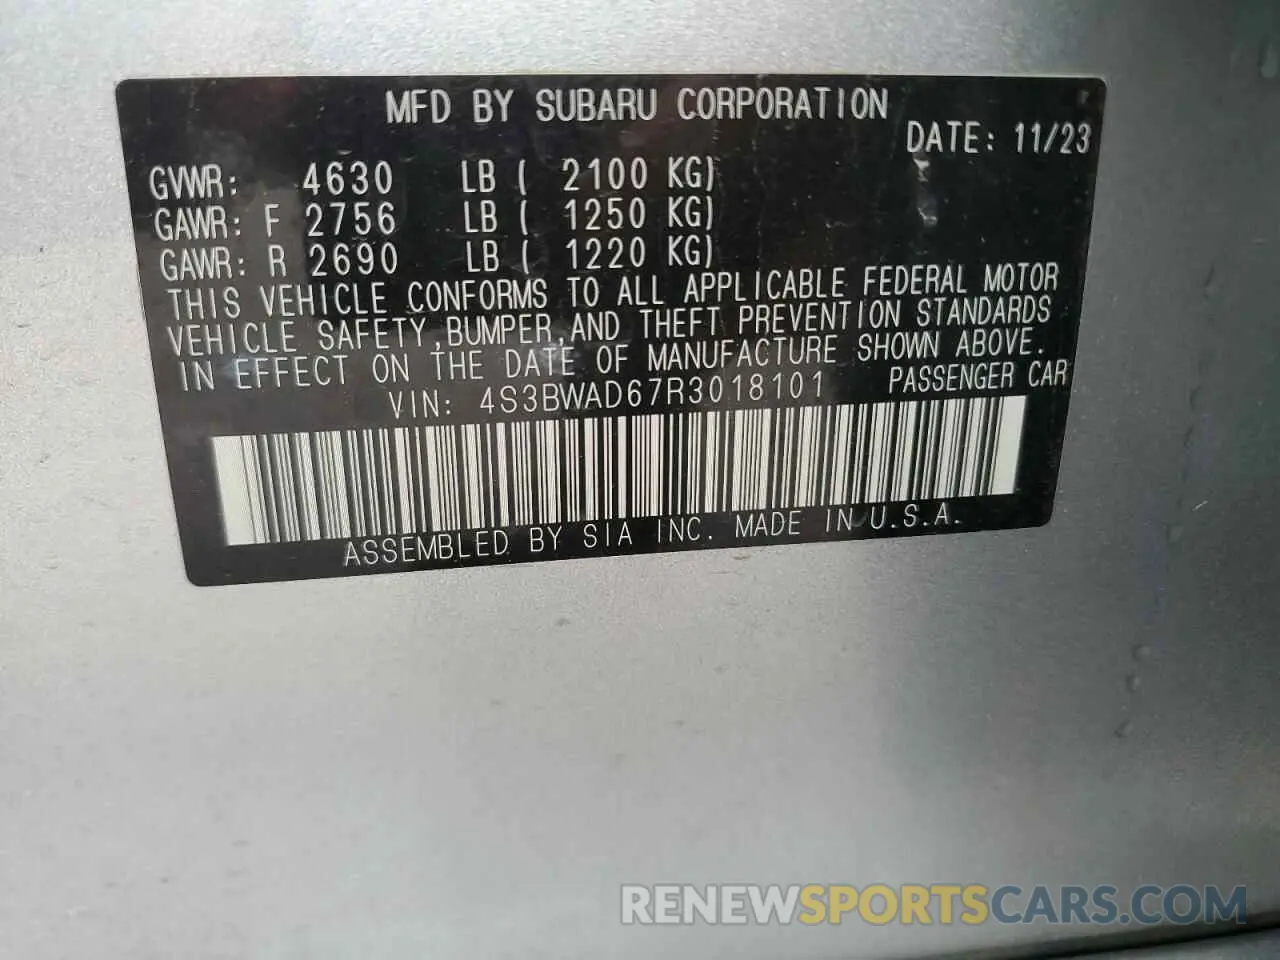 MFD BY SUBARU CORPORATION
DATE: 11/23
GVWR: 4630 LB ( 2100 KG)
GAWR: F 2756 LB ( 1250 KG)
GAWR: R 2690 LB ( 1220 KG)
THIS VEHICLE CONFORMS TO ALL APPLICABLE FEDERAL MOTOR
VEHICLE SAFETY,BUMPER,AND THEFT PREVENTION STANDARDS
IN EFFECT ON THE DATE OF MANUFACTURE SHOWN ABOVE.
VIN: 4S3BWAD67R3018101 PASSENGER CAR
ASSEMBLED BY SIA INC. MADE IN U.S.A.
RENEWSPORTSCARS.COM